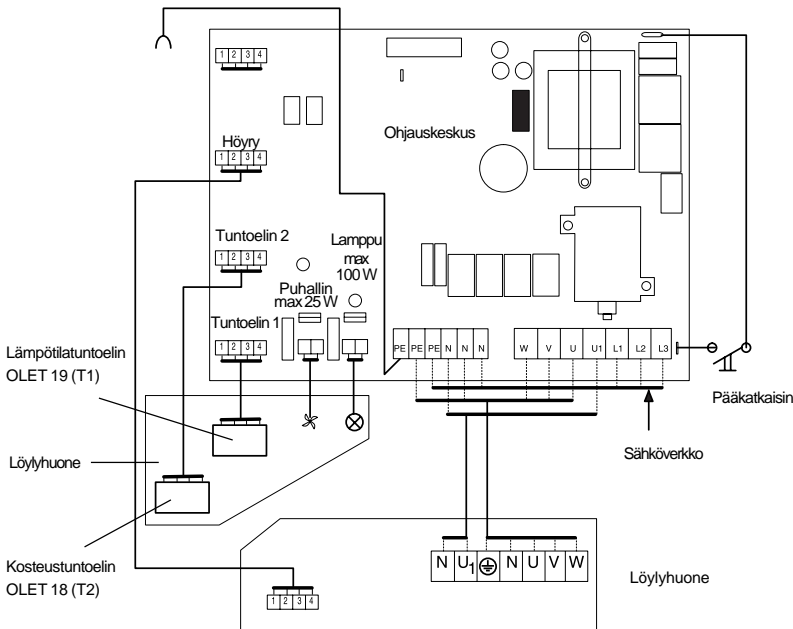 1 2 3 4
Höyry
1 2 3 4
Ohjauskeskus
Tuntoelin 2
1 2 3 4
Lamppu
max
100 W
Puhallin
max 25 W
Tuntoelin 1
1 2 3 4
PE PE PE N N N
W V U U1 L1 L2 L3
Lämpötilatuntoelin
OLET 19 (T1)
Pääkatkaisin
Löylyhuone
Sähköverkko
Kosteustuntoelin
OLET 18 (T2)
N U1 N U V W
Löylyhuone
1 2 3 4